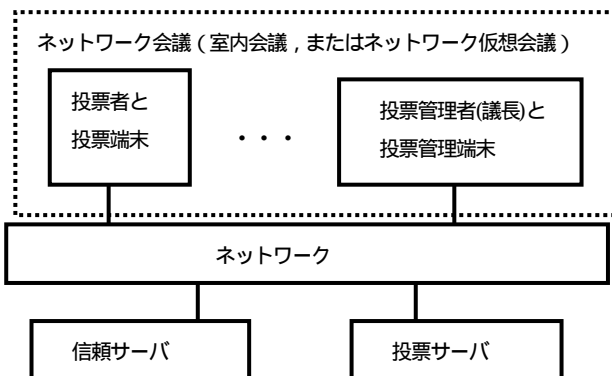 ネットワーク会議（室内会議，またはネットワーク仮想会議）
投票者と
投票端末
・・・
投票管理者(議長)と
投票管理端末
ネットワーク
信頼サーバ
投票サーバ